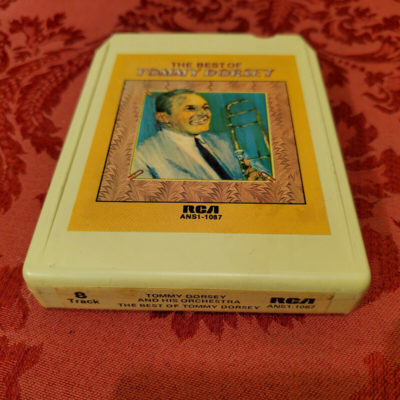 THE BEST OF
TOMMY DORSEY
RCA
ANS1-1087
8
Track
TOMMY DORSEY
AND HIS ORCHESTRA
THE BEST OF TOMMY DORSEY
RCA
ANS1-1087